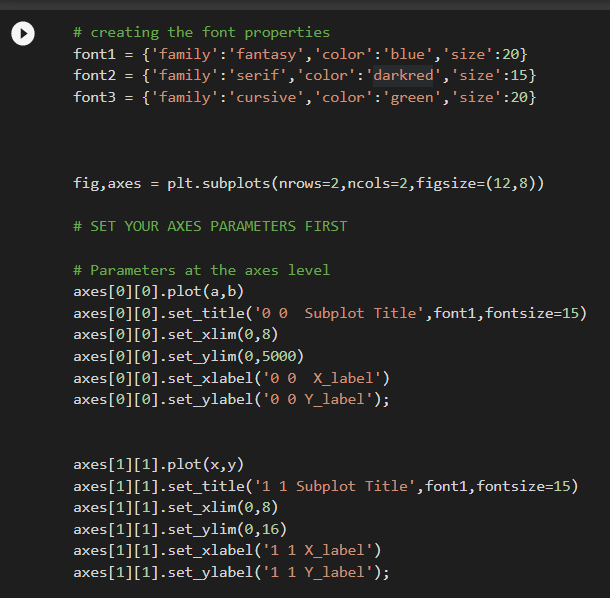 # creating the font properties
font1 = {'family':'fantasy','color':'blue','size':20}
font2 = {'family':'serif','color':'darkred','size':15}
font3 = {'family':'cursive','color':'green','size':20}
fig,axes = plt.subplots(nrows=2,ncols=2,figsize=(12,8))
# SET YOUR AXES PARAMETERS FIRST
# Parameters at the axes level
axes[0][0].plot(a,b)
axes[0][0].set_title('0 0  Subplot Title',font1,fontsize=15)
axes[0][0].set_xlim(0,8)
axes[0][0].set_ylim(0,5000)
axes[0][0].set_xlabel('0 0  X_label')
axes[0][0].set_ylabel('0 0 Y_label');
axes[1][1].plot(x,y)
axes[1][1].set_title('1 1 Subplot Title',font1,fontsize=15)
axes[1][1].set_xlim(0,8)
axes[1][1].set_ylim(0,16)
axes[1][1].set_xlabel('1 1 X_label')
axes[1][1].set_ylabel('1 1 Y_label');